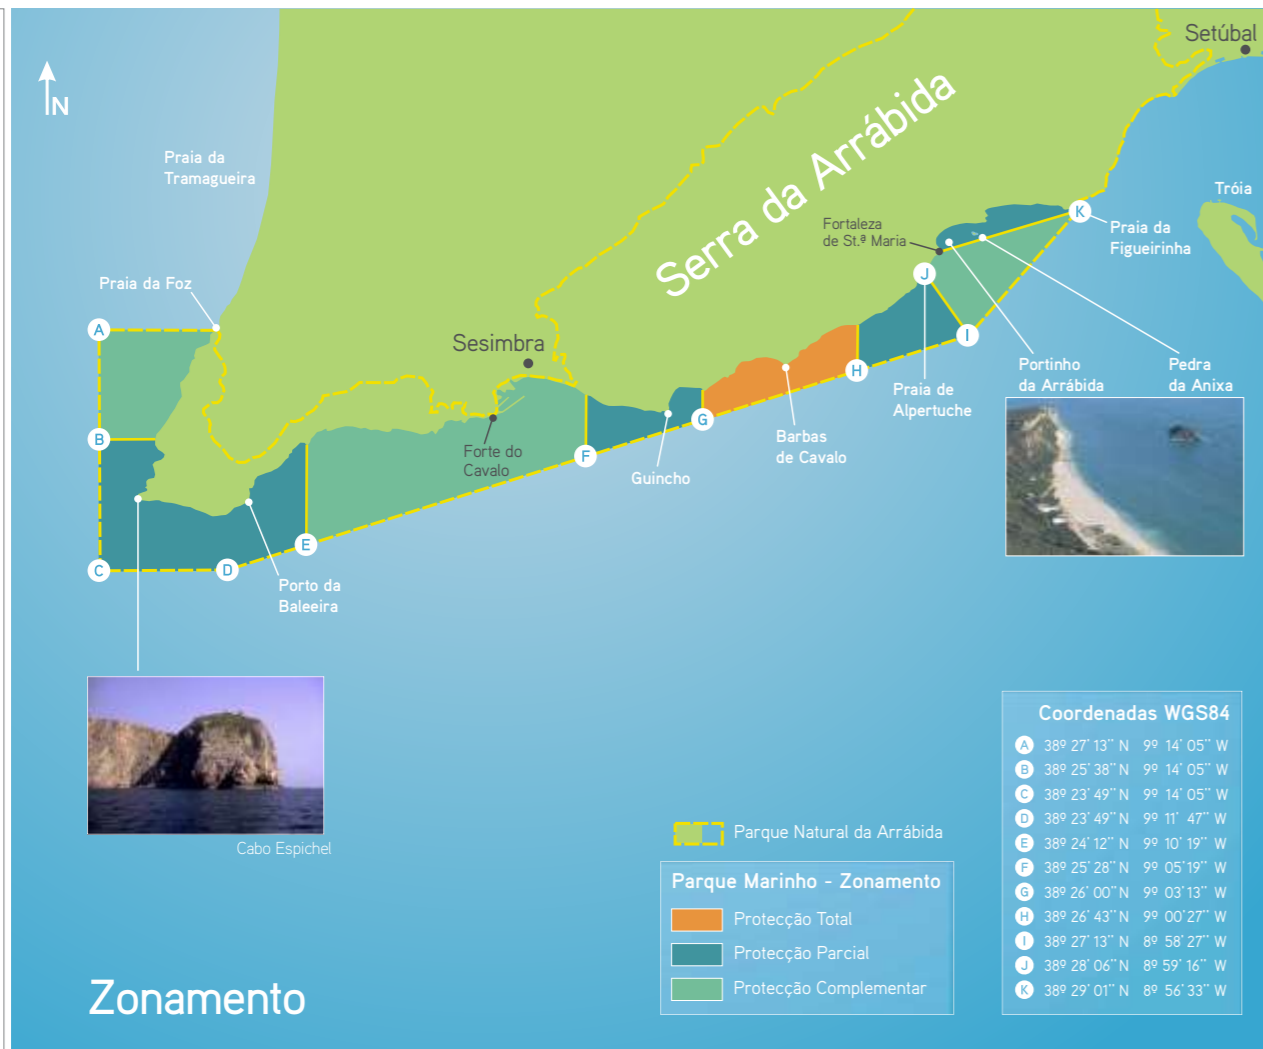 Setúbal
N
Serra da Arrábida
Praia da
Tramagueira
Tróia
Fortaleza
de St.ª Maria
K
Praia da
Figueirinha
J
Praia da Foz
A
Sesimbra
I
Portinho
da Arrábida
Pedra
da Anixa
H
Praia de
Alpertuche
G
B
Forte do
Cavalo
F
Guincho
Barbas
de Cavalo
E
C
D
Porto da
Baleeira
Cabo Espichel
Parque Natural da Arrábida
Parque Marinho - Zonamento
Protecção Total
Protecção Parcial
Protecção Complementar
Coordenadas WGS84
A 38º 27' 13'' N 9º 14' 05'' W
B 38º 25' 38'' N 9º 14' 05'' W
C 38º 23' 49'' N 9º 14' 05'' W
D 38º 23' 49'' N 9º 11' 47'' W
E 38º 24' 12'' N 9º 10' 19'' W
F 38º 25' 28'' N 9º 05' 19'' W
G 38º 26' 00'' N 9º 03' 13'' W
H 38º 26' 43'' N 9º 00' 27'' W
I 38º 27' 13'' N 8º 58' 27'' W
J 38º 28' 06'' N 8º 59' 16'' W
K 38º 29' 01'' N 8º 56' 33'' W
Zonamento